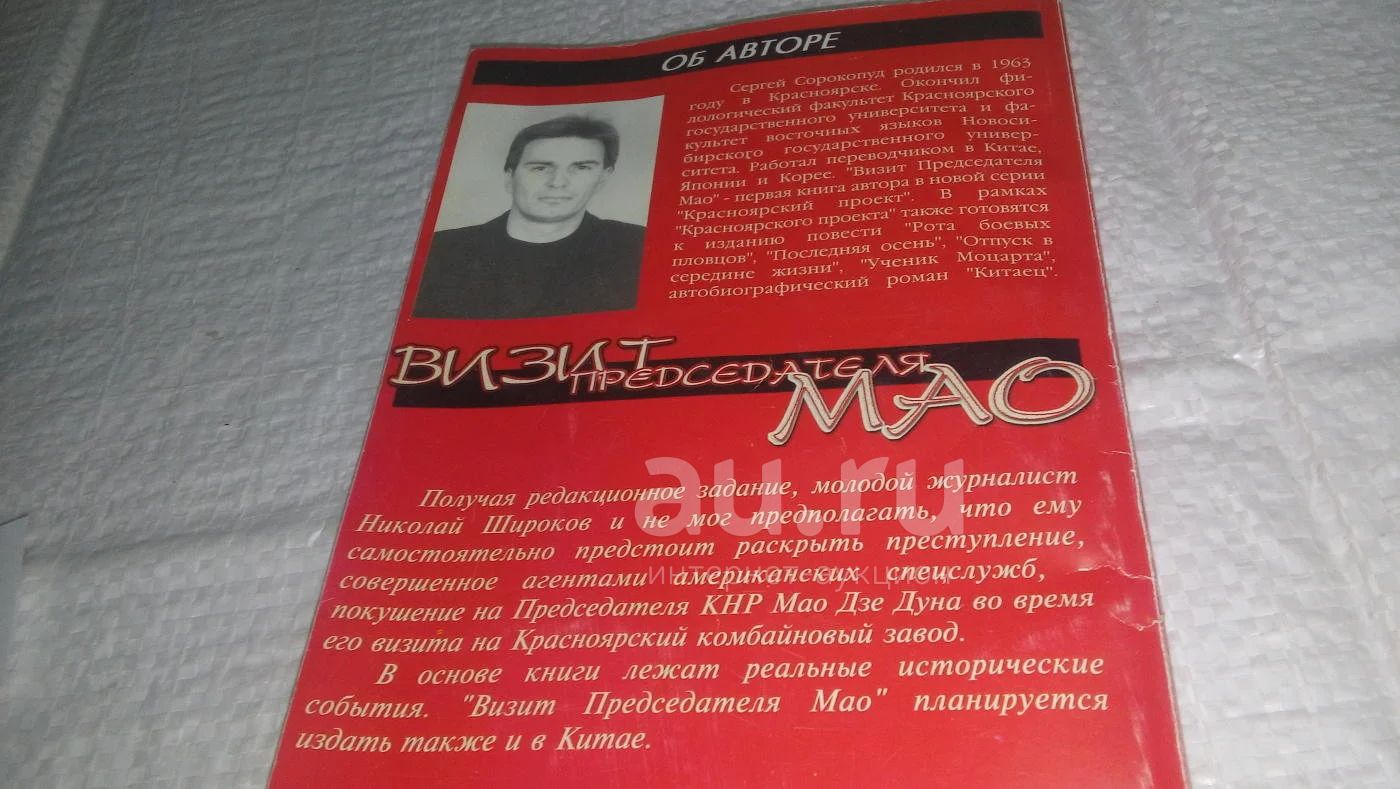 ОБ АВТОРЕ
Сергей Сорокопуд родился в 1963
году в Красноярске. Окончил фи-
лологический факультет Красноярского
государственного университета и фа-
культет восточных языков Новоси-
бирского государственного универ-
ситета. Работал переводчиком в Китае,
Японии и Корее. "Визит Председателя
Мао" - первая книга автора в новой серии
"Красноярский проект". В рамках
"Красноярского проекта" также готовятся
к изданию повести "Рота боевых
пловцов", "Последняя осень", "Отпуск в
середине жизни", "Ученик Моцарта",
автобиографический роман "Китаец".
ВИЗИТ
ПРЕДСЕДАТЕЛЯ
МАО
Получая редакционное задание, молодой журналист
Николай Широков и не мог предполагать, что ему
самостоятельно предстоит раскрыть преступление,
совершенное агентами американских спецслужб, -
покушение на Председателя КНР Мао Дзе Дуна во время
его визита на Красноярский комбайновый завод.
В основе книги лежат реальные исторические
события. "Визит Председателя Мао" планируется
издать также и в Китае.
au.ru
интернет-аукцион